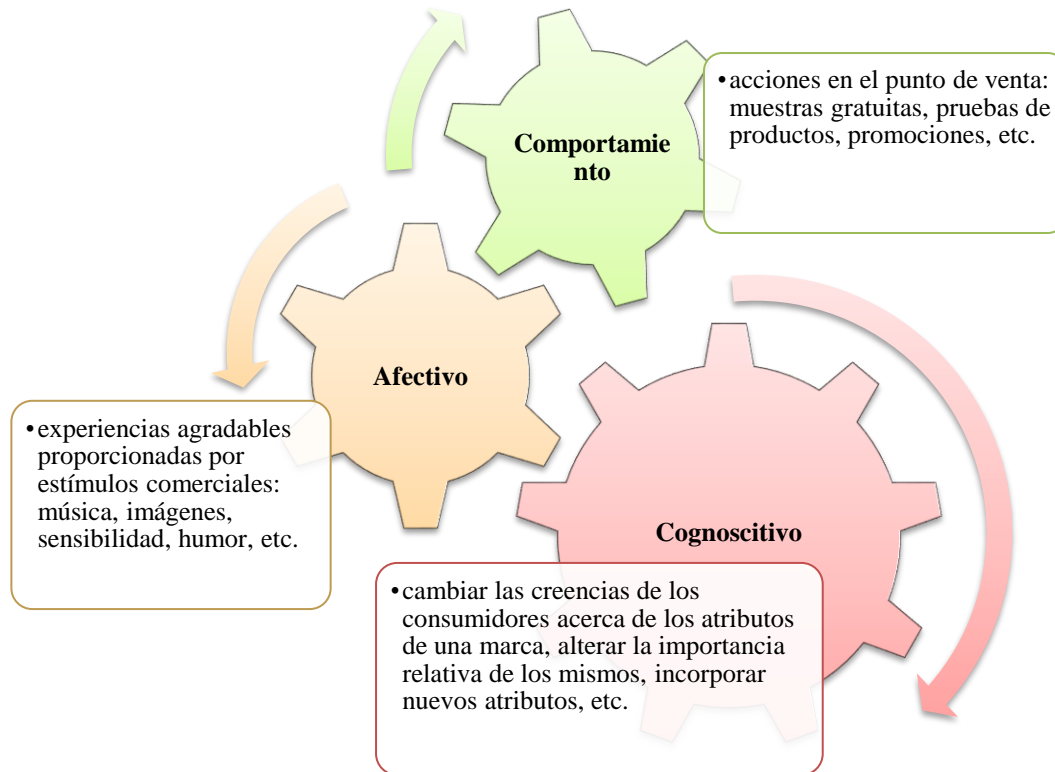 Comportamie
nto
•acciones en el punto de venta:
muestras gratuitas, pruebas de
productos, promociones, etc.
Afectivo
•experiencias agradables
proporcionadas por
estímulos comerciales:
música, imágenes,
sensibilidad, humor, etc.
Cognoscitivo
•cambiar las creencias de los
consumidores acerca de los atributos
de una marca, alterar la importancia
relativa de los mismos, incorporar
nuevos atributos, etc.